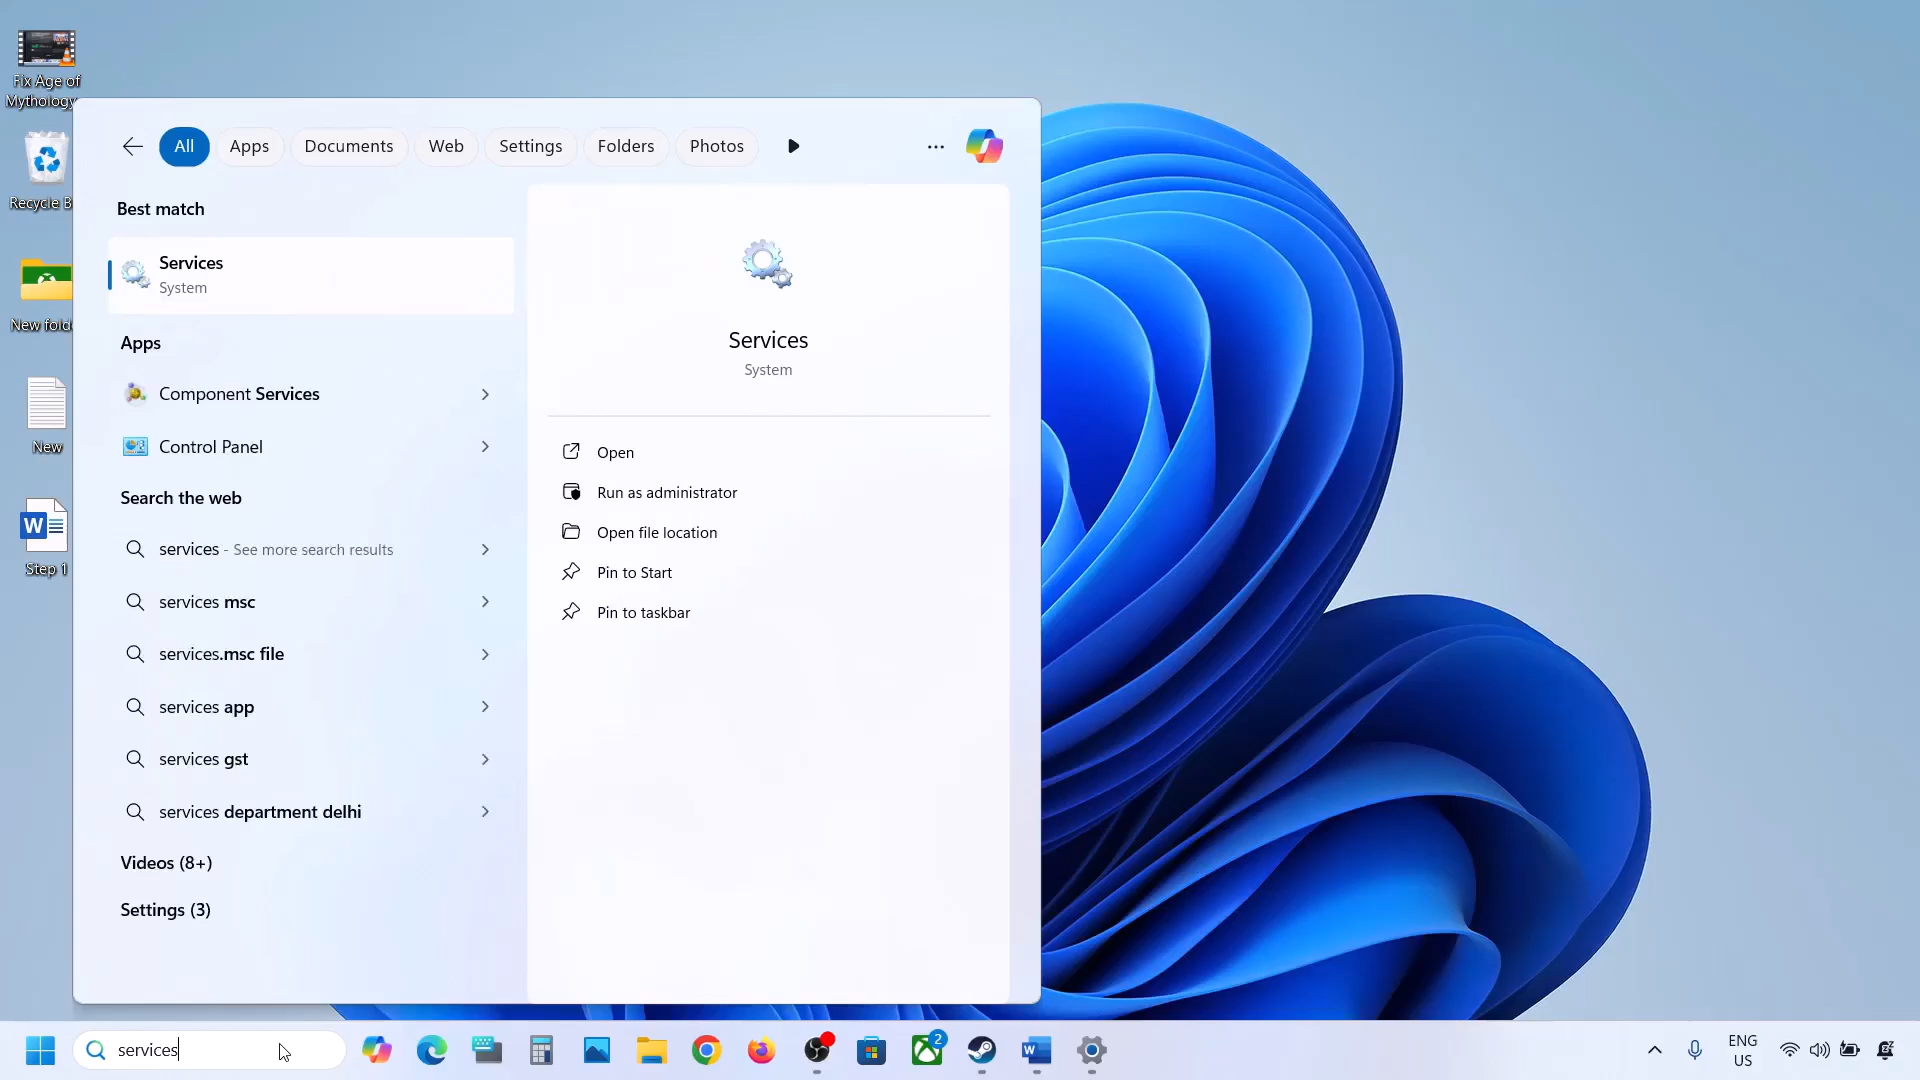 Fix Age of
Mythology
Recycle B
New fold
New
Step 1
All
Apps
Documents
Web
Settings
Folders
Photos
Best match
Services
System
Apps
Component Services
Control Panel
Search the web
services - See more search results
services msc
services.msc file
services app
services gst
services department delhi
Videos (8+)
Settings (3)
Services
System
Open
Run as administrator
Open file location
Pin to Start
Pin to taskbar
services
2
ENG
US